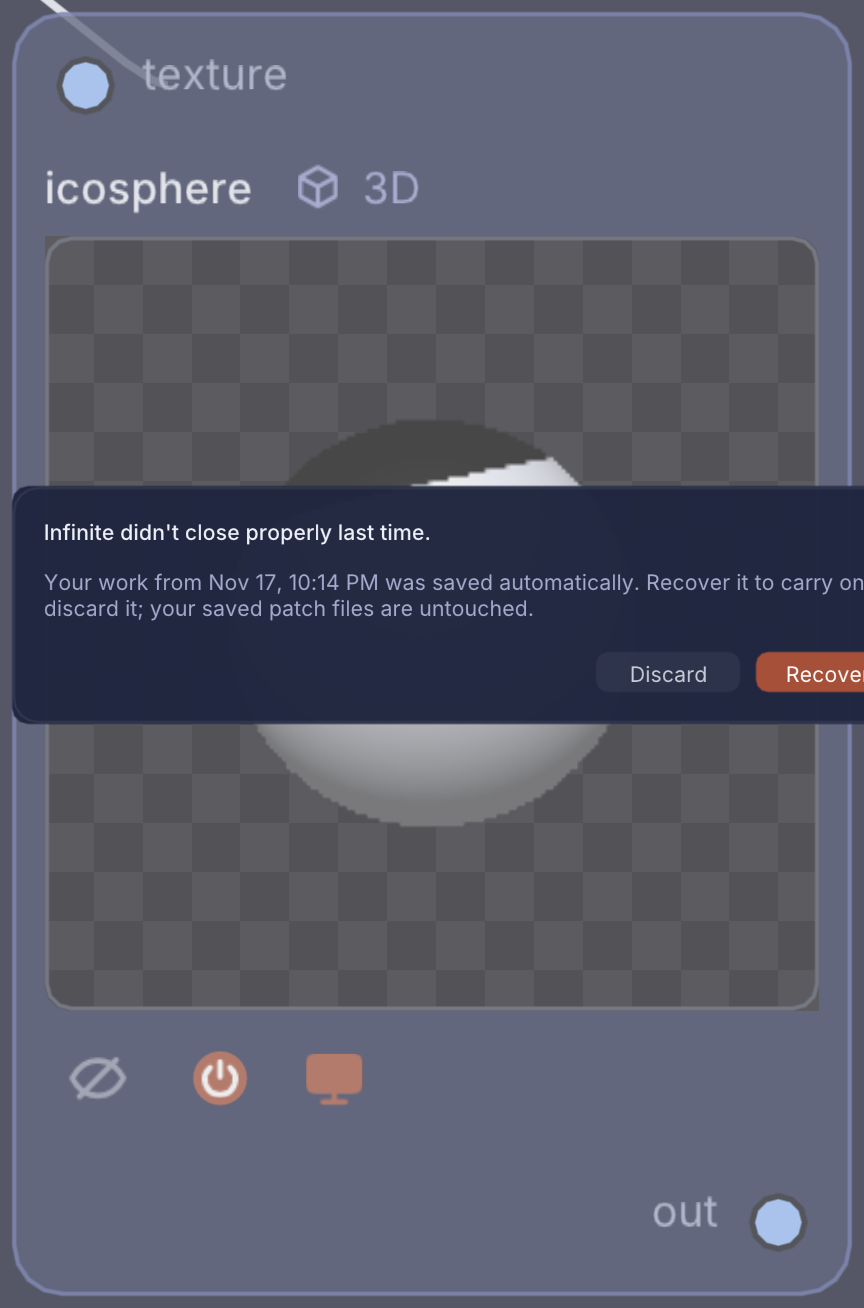 texture
icosphere 3D
Infinite didn't close properly last time.
Your work from Nov 17, 10:14 PM was saved automatically. Recover it to carry on
discard it; your saved patch files are untouched.
Discard Recove
out